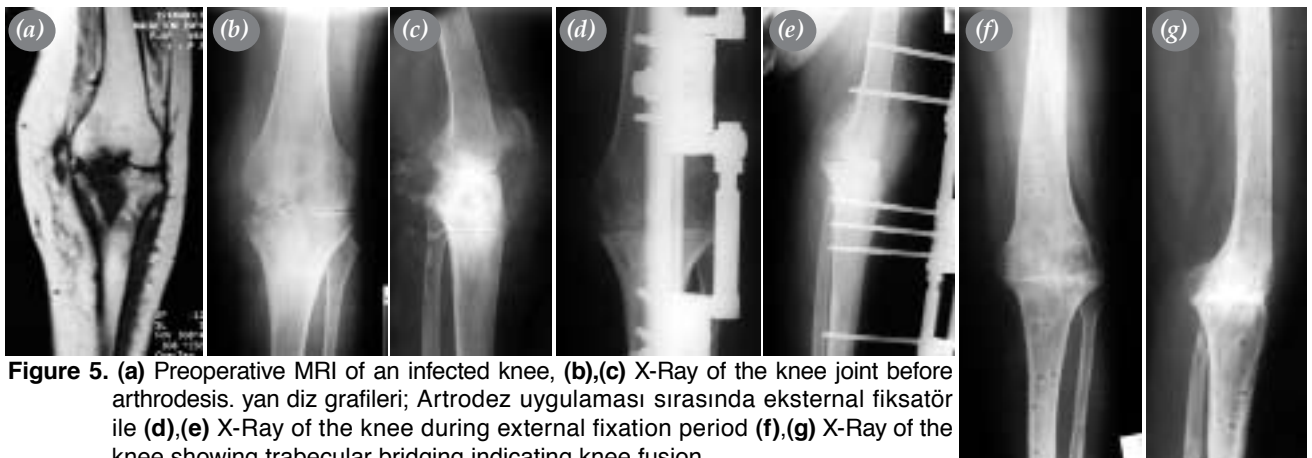 (a)
(b)
(c)
(d)
(e)
(f)
(g)
Figure 5. (a) Preoperative MRI of an infected knee, (b),(c) X-Ray of the knee joint before
arthrodesis. yan diz grafileri; Artrodez uygulaması sırasında eksternal fiksatör
ile (d),(e) X-Ray of the knee during external fixation period (f),(g) X-Ray of the
knee showing trabecular bridging indicating knee fusion